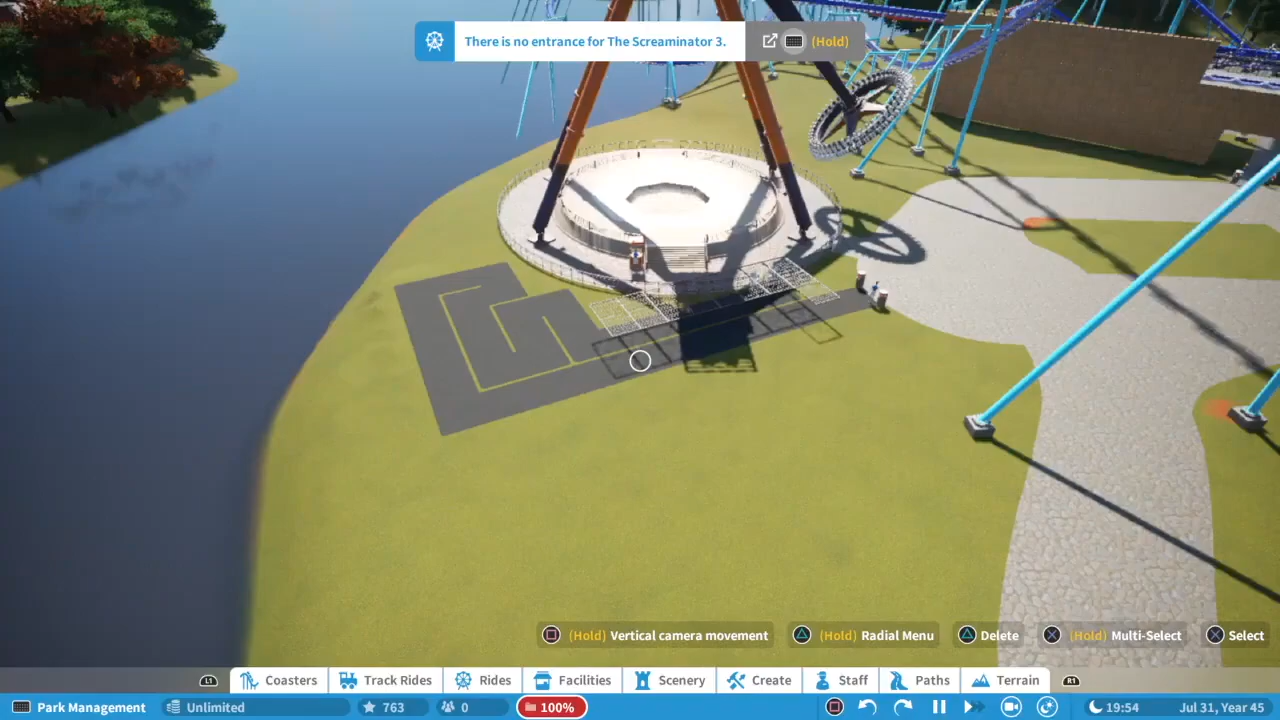 There is no entrance for The Screaminator 3.
(Hold)
(Hold) Vertical camera movement
(Hold) Radial Menu
Delete
(Hold) Multi-Select
Select
L1
Coasters
Track Rides
Rides
Facilities
Scenery
Create
Staff
Paths
Terrain
R1
Park Management
Unlimited
763
0
100%
19:54
Jul 31, Year 45